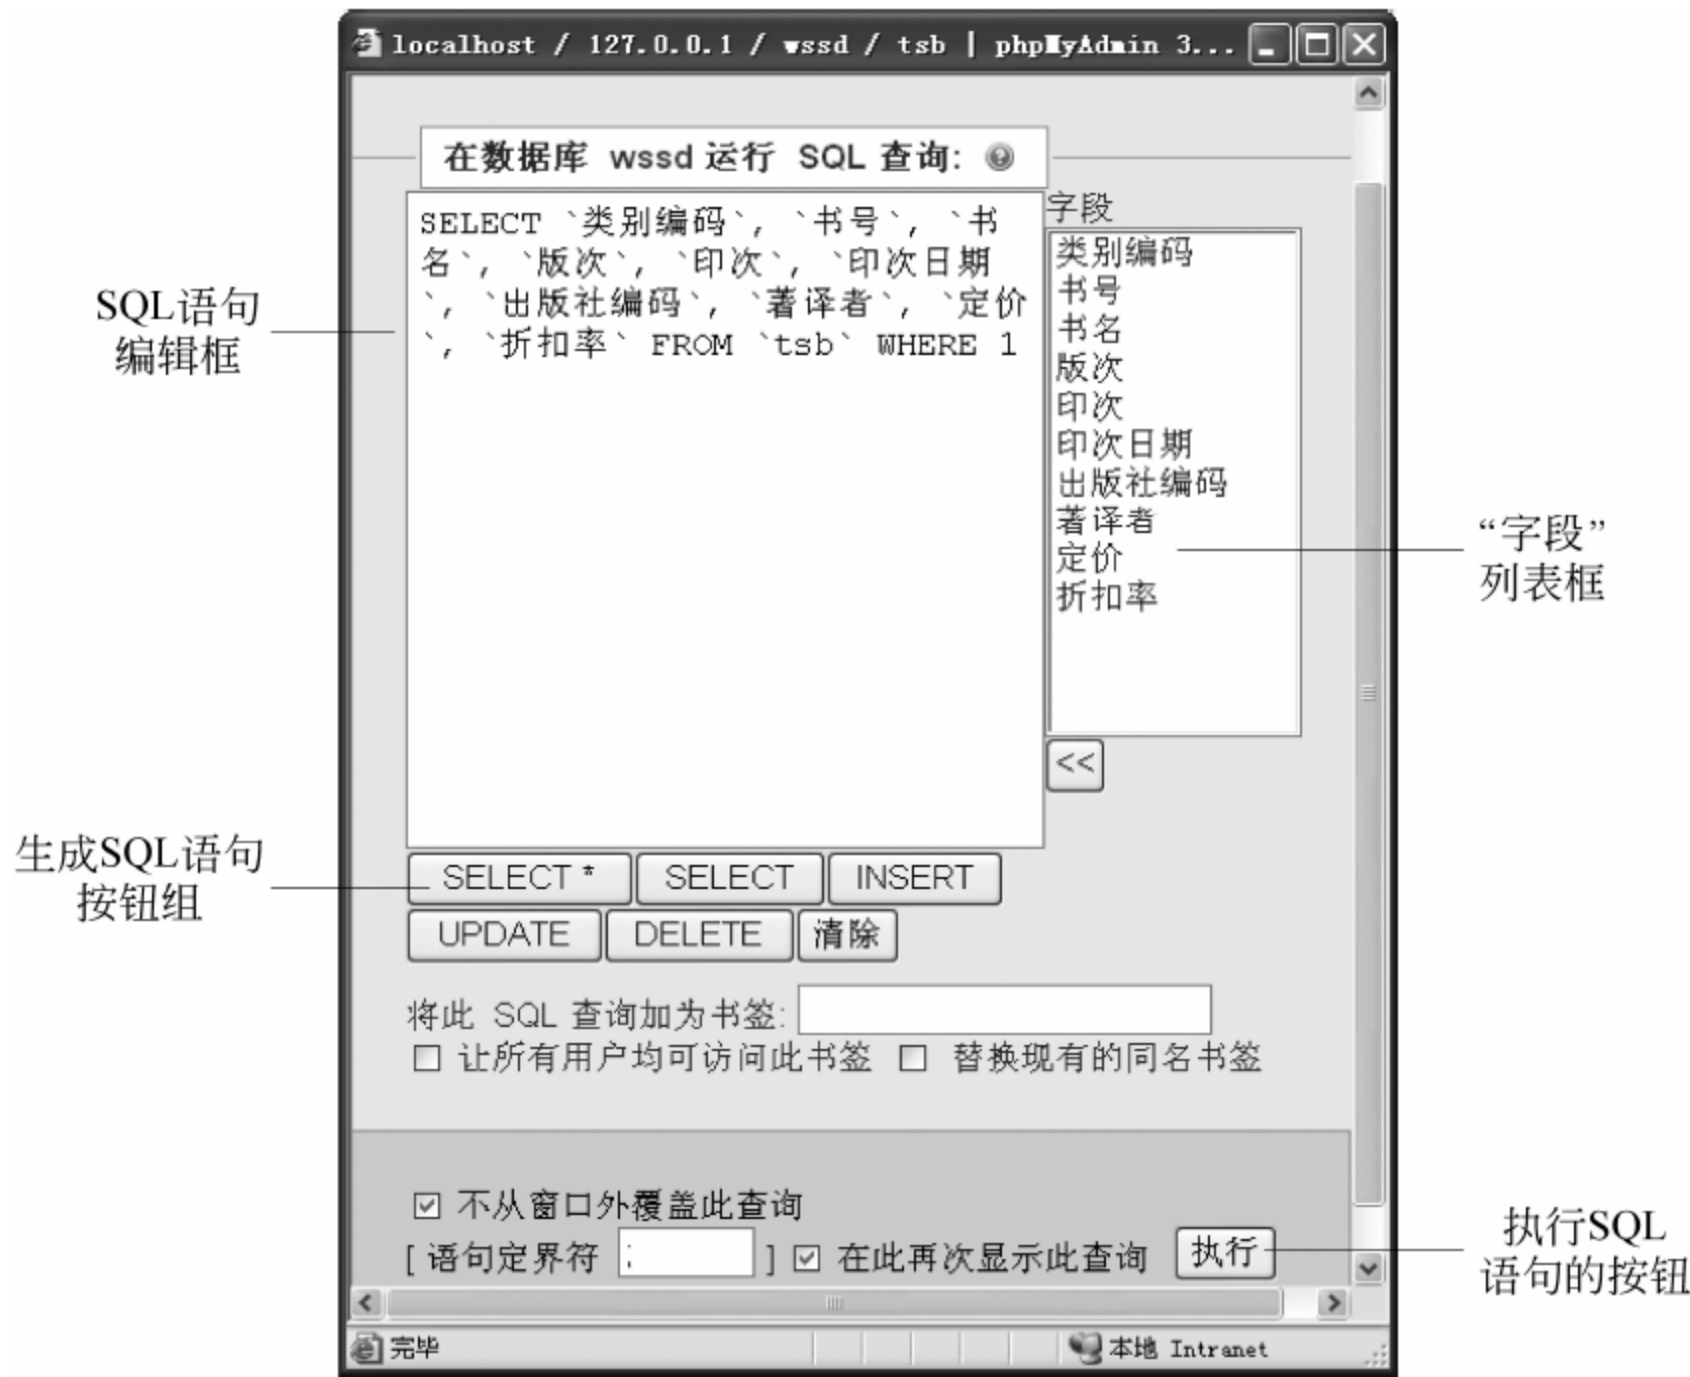 localhost / 127.0.0.1 / wssd / tsb | phpMyAdmin 3...
在数据库 wssd 运行 SQL 查询:
SELECT `类别编码`, `书号`, `书
名`, `版次`, `印次`, `印次日期
`, `出版社编码`, `著译者`, `定价
`, `折扣率` FROM `tsb` WHERE 1
字段
类别编码
书号
书名
版次
印次
印次日期
出版社编码
著译者
定价
折扣率
<<
SQL语句
编辑框
“字段”
列表框
生成SQL语句
按钮组
SELECT * SELECT INSERT
UPDATE DELETE 清除
将此 SQL 查询加为书签:
让所有用户均可访问此书签 替换现有的同名书签
不从窗口外覆盖此查询
[ 语句定界符 ; ] 在此再次显示此查询 执行
执行SQL
语句的按钮
完毕 本地 Intranet